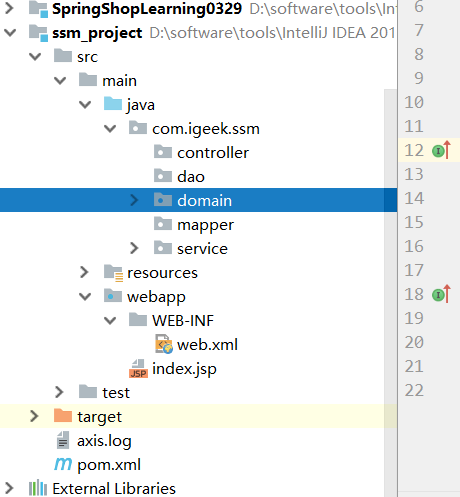 SpringShopLearning0329 D:\software\tools\IntelliJ
ssm_project D:\software\tools\IntelliJ IDEA 201
src
main
java
com.igeek.ssm
controller
dao
domain
mapper
service
resources
webapp
WEB-INF
web.xml
JSP index.jsp
test
target
axis.log
m pom.xml
External Libraries
6
7
8
9
10
11
12
13
14
15
16
17
18
19
20
21
22